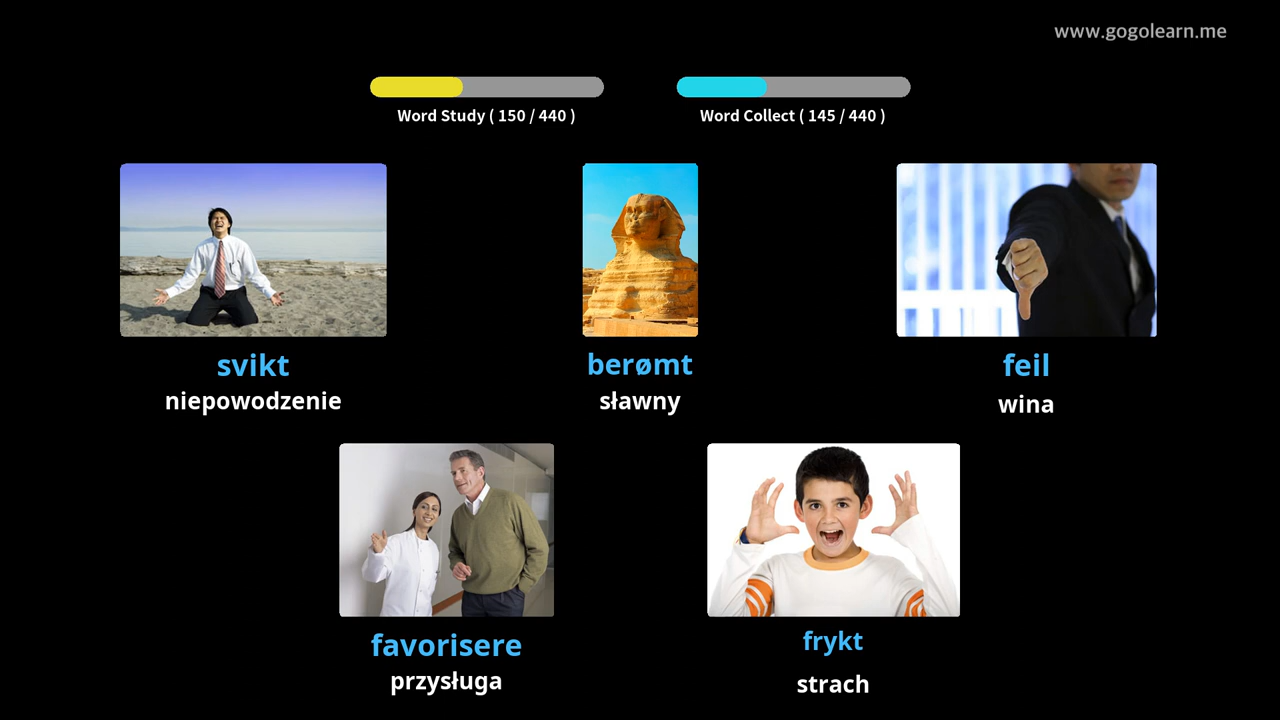 www.gogolearn.me
Word Study ( 150 / 440 )
Word Collect ( 145 / 440 )
svikt
niepowodzenie
berømt
sławny
feil
wina
favorisere
przysługa
frykt
strach